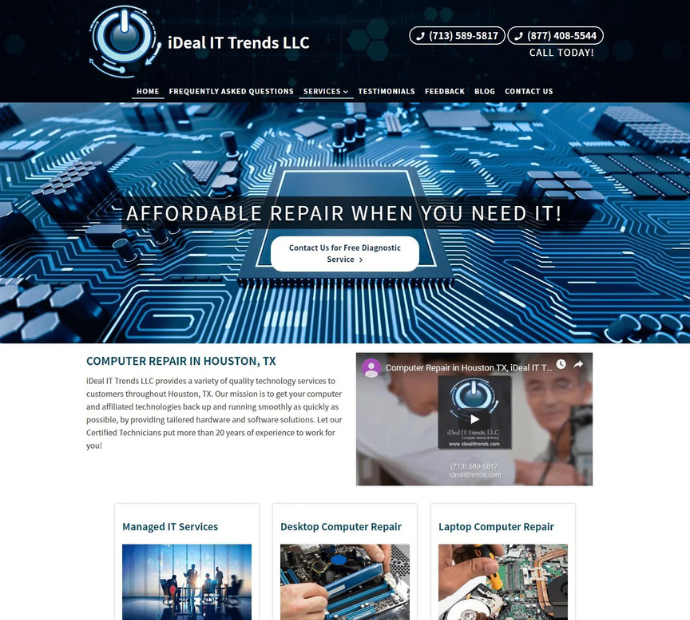 iDeal IT Trends LLC
(713) 589-5817
(877) 408-5544
CALL TODAY!
HOME
FREQUENTLY ASKED QUESTIONS
SERVICES
TESTIMONIALS
FEEDBACK
BLOG
CONTACT US
AFFORDABLE REPAIR WHEN YOU NEED IT!
Contact Us for Free Diagnostic
Service
COMPUTER REPAIR IN HOUSTON, TX
iDeal IT Trends LLC provides a variety of quality technology services to
customers throughout Houston, TX. Our mission is to get your computer
and affiliated technologies back up and running smoothly as quickly as
possible, by providing tailored hardware and software solutions. Let our
Certified Technicians put more than 20 years of experience to work for
you!
Computer Repair in Houston TX, iDeal IT T...
iDeal IT Trends, LLC
www.idealittrends.com
(713) 589-5817
idealittrends.com
Managed IT Services
Desktop Computer Repair
Laptop Computer Repair